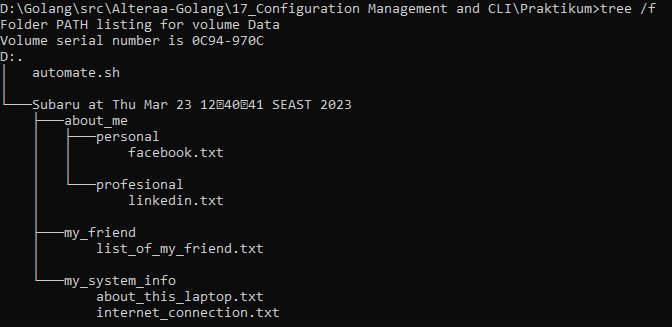 D:\Golang\src\Alteraa-Golang\17_Configuration Management and CLI\Praktikum>tree /f
Folder PATH listing for volume Data
Volume serial number is 0C94-970C
D:.
│   automate.sh
│
└───Subaru at Thu Mar 23 12�40�41 SEAST 2023
    ├───about_me
    │   ├───personal
    │   │       facebook.txt
    │   │
    │   └───profesional
    │           linkedin.txt
    │
    ├───my_friend
    │       list_of_my_friend.txt
    │
    └───my_system_info
            about_this_laptop.txt
            internet_connection.txt